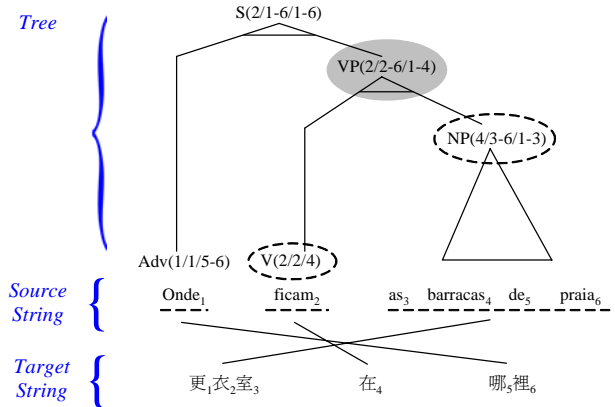 Tree
S(2/1-6/1-6)
VP(2/2-6/1-4)
NP(4/3-6/1-3)
Adv(1/1/5-6) V(2/2/4)
Source String
Onde₁ ficam₂ as₃ barracas₄ de₅ praia₆
Target String
更₁衣₂室₃ 在₄ 哪₅裡₆